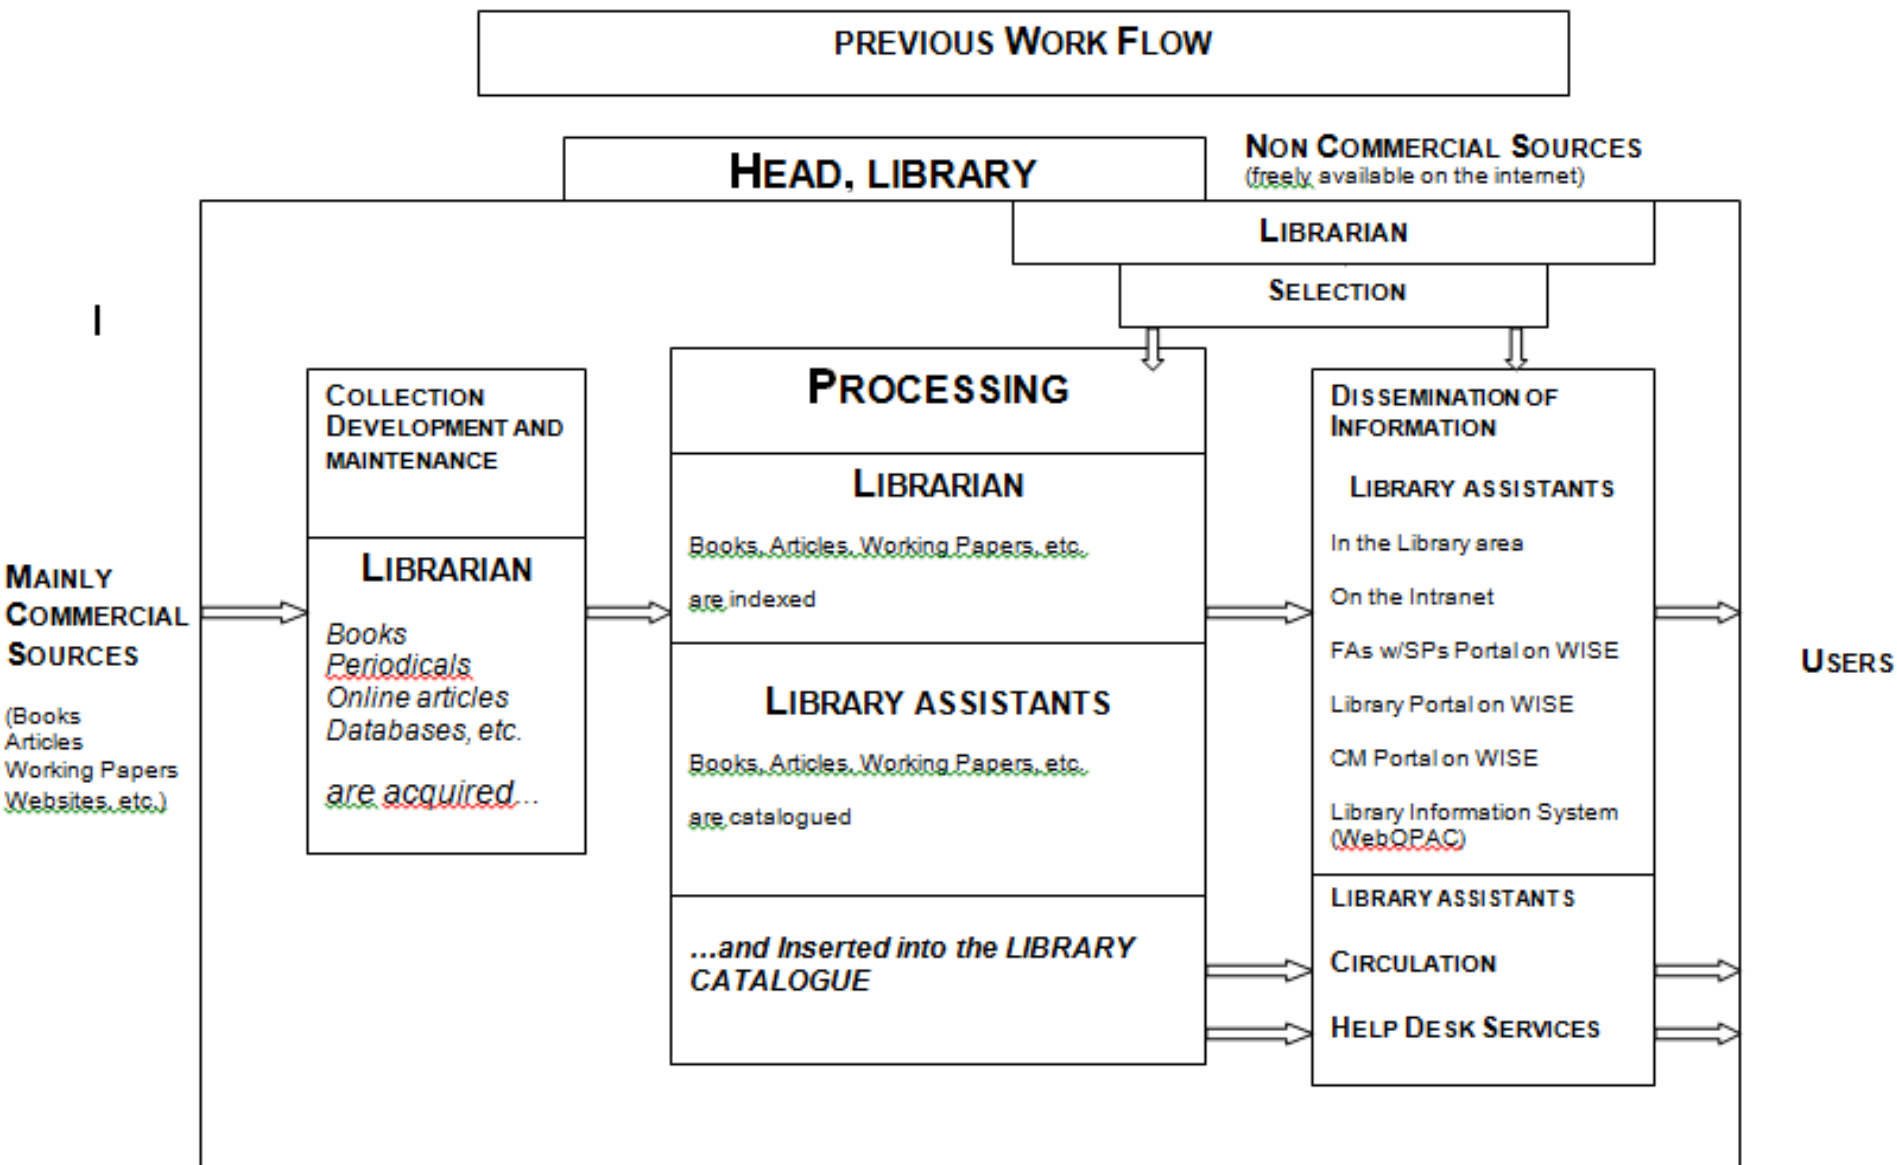 PREVIOUS WORK FLOW
HEAD, LIBRARY
NON COMMERCIAL SOURCES
(freely available on the internet)
LIBRARIAN
SELECTION
I
MAINLY
COMMERCIAL
SOURCES
(Books
Articles
Working Papers
Websites, etc.)
COLLECTION
DEVELOPMENT AND
MAINTENANCE
LIBRARIAN
Books
Periodicals
Online articles
Databases, etc.
are acquired...
PROCESSING
LIBRARIAN
Books, Articles, Working Papers, etc.
are indexed
LIBRARY ASSISTANTS
Books, Articles, Working Papers, etc.
are catalogued
...and Inserted into the LIBRARY
CATALOGUE
DISSEMINATION OF
INFORMATION
LIBRARY ASSISTANTS
In the Library area
On the Intranet
FAs w/SPs Portal on WISE
Library Portal on WISE
CM Portal on WISE
Library Information System
(WebOPAC)
LIBRARY ASSISTANTS
CIRCULATION
HELP DESK SERVICES
USERS